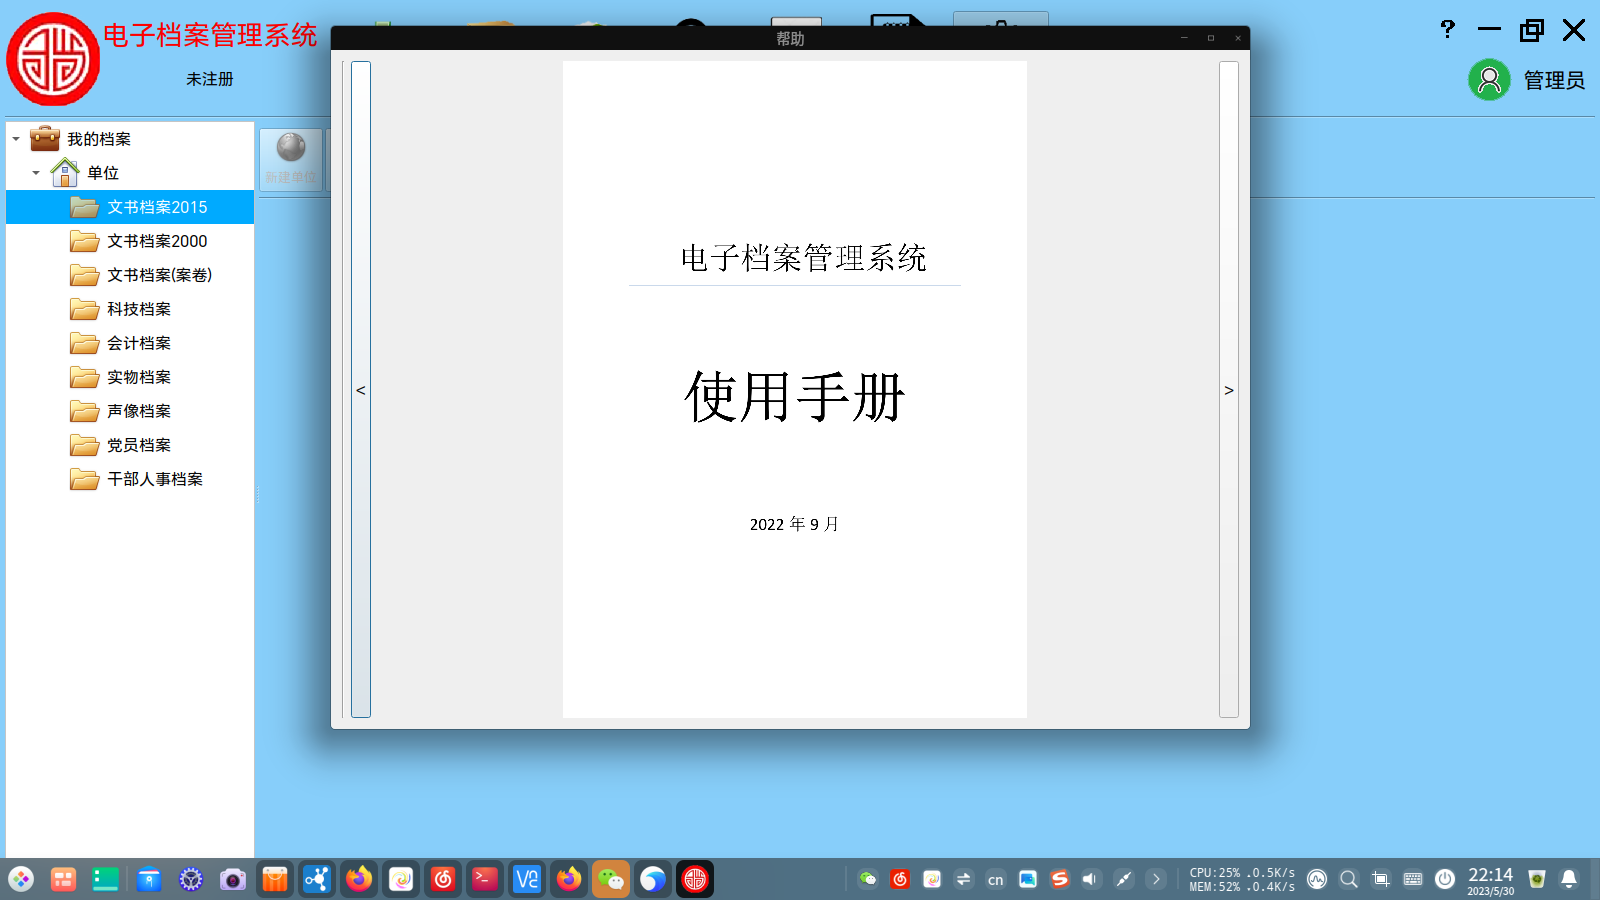 电子档案管理系统
未注册
帮助
?
管理员
我的档案
单位
文书档案2015
文书档案2000
文书档案(案卷)
科技档案
会计档案
实物档案
声像档案
党员档案
干部人事档案
新建单位
电子档案管理系统
使用手册
2022 年 9 月
<
>
cn
CPU:25% .0.5K/s
MEM:52% .0.4K/s
22:14
2023/5/30